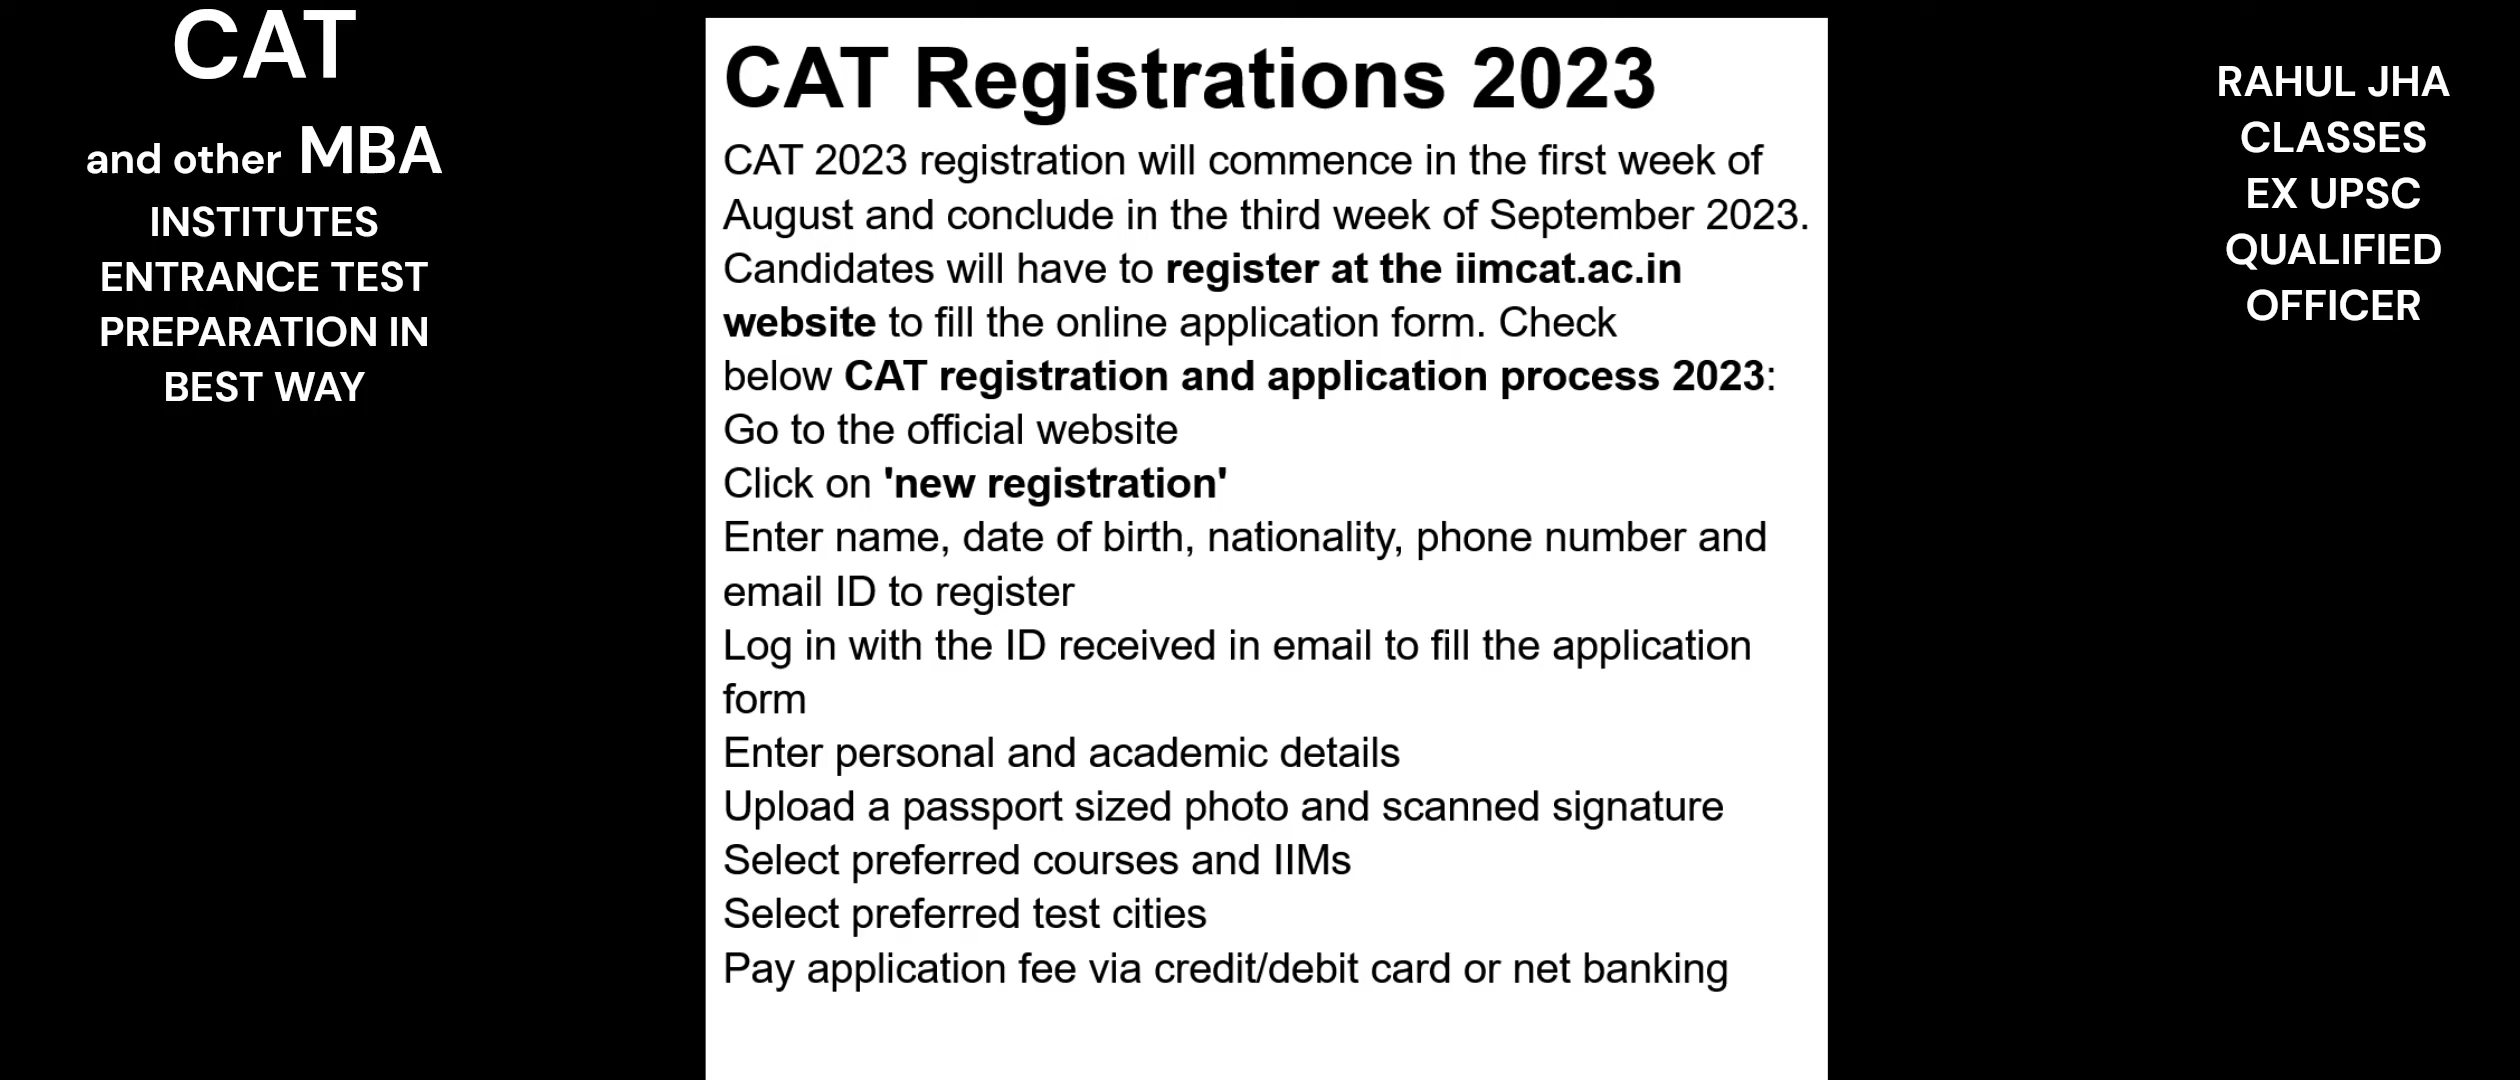 CAT
and other MBA
INSTITUTES
ENTRANCE TEST
PREPARATION IN
BEST WAY
CAT Registrations 2023
CAT 2023 registration will commence in the first week of
August and conclude in the third week of September 2023.
Candidates will have to register at the iimcat.ac.in
website to fill the online application form. Check
below CAT registration and application process 2023:
Go to the official website
Click on 'new registration'
Enter name, date of birth, nationality, phone number and
email ID to register
Log in with the ID received in email to fill the application
form
Enter personal and academic details
Upload a passport sized photo and scanned signature
Select preferred courses and IIMs
Select preferred test cities
Pay application fee via credit/debit card or net banking
RAHUL JHA
CLASSES
EX UPSC
QUALIFIED
OFFICER